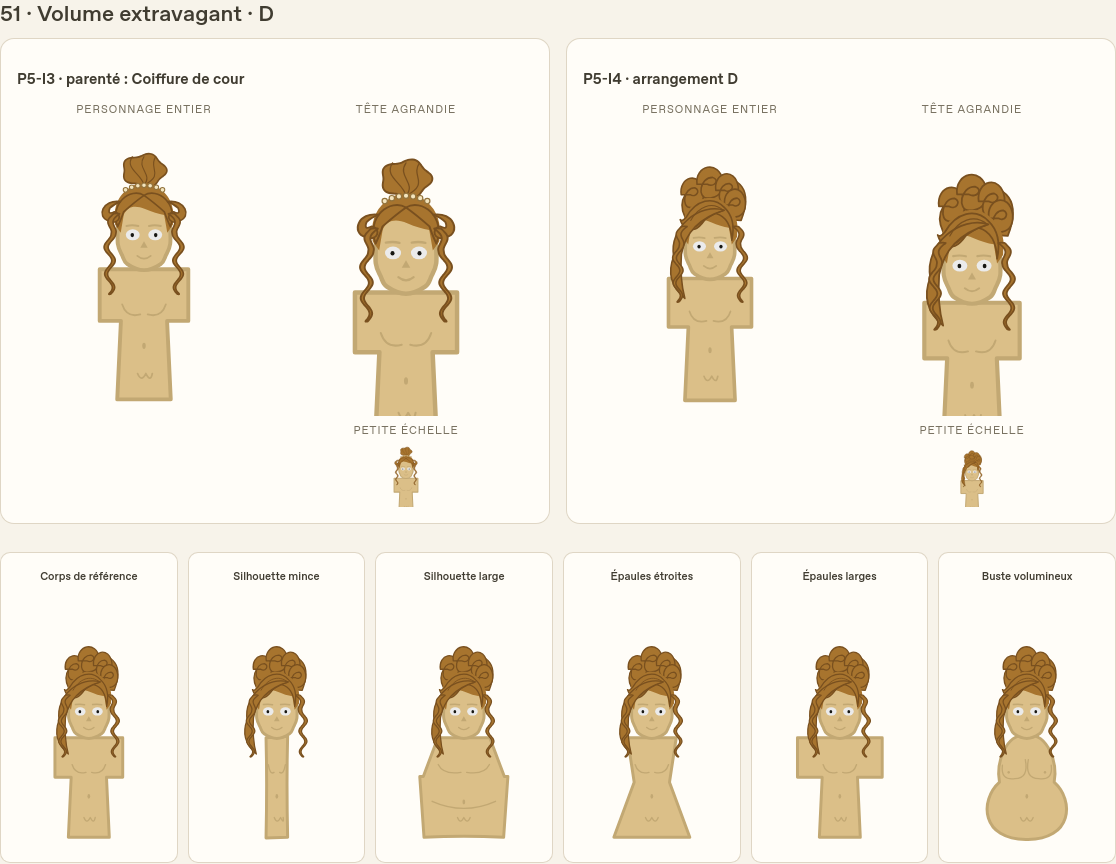 51 · Volume extravagant · D
P5-I3 · parenté : Coiffure de cour
PERSONNAGE ENTIER
TÊTE AGRANDIE
PETITE ÉCHELLE
P5-I4 · arrangement D
PERSONNAGE ENTIER
TÊTE AGRANDIE
PETITE ÉCHELLE
Corps de référence
Silhouette mince
Silhouette large
Épaules étroites
Épaules larges
Buste volumineux